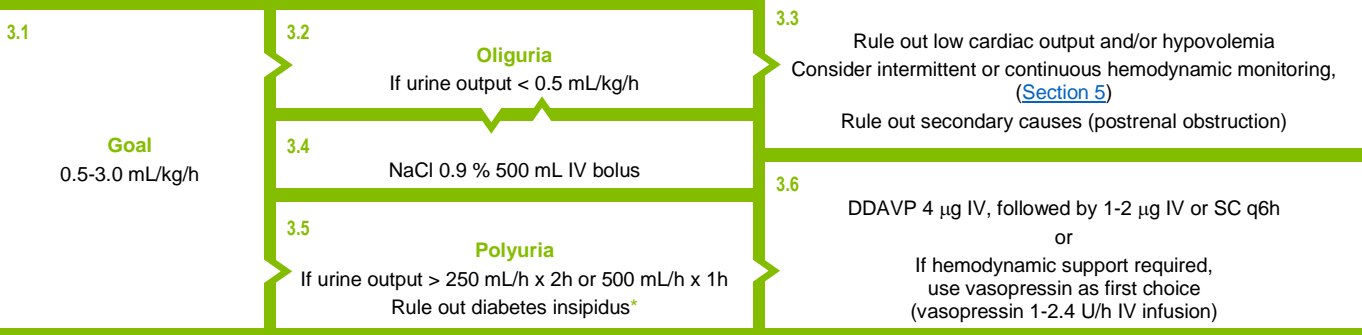 3.1
Goal
0.5-3.0 mL/kg/h
3.2
Oliguria
If urine output < 0.5 mL/kg/h
3.3
Rule out low cardiac output and/or hypovolemia
Consider intermittent or continuous hemodynamic monitoring,
(Section 5)
Rule out secondary causes (postrenal obstruction)
3.4
NaCl 0.9 % 500 mL IV bolus
3.5
Polyuria
If urine output > 250 mL/h x 2h or 500 mL/h x 1h
Rule out diabetes insipidus*
3.6
DDAVP 4 μg IV, followed by 1-2 μg IV or SC q6h
or
If hemodynamic support required,
use vasopressin as first choice
(vasopressin 1-2.4 U/h IV infusion)